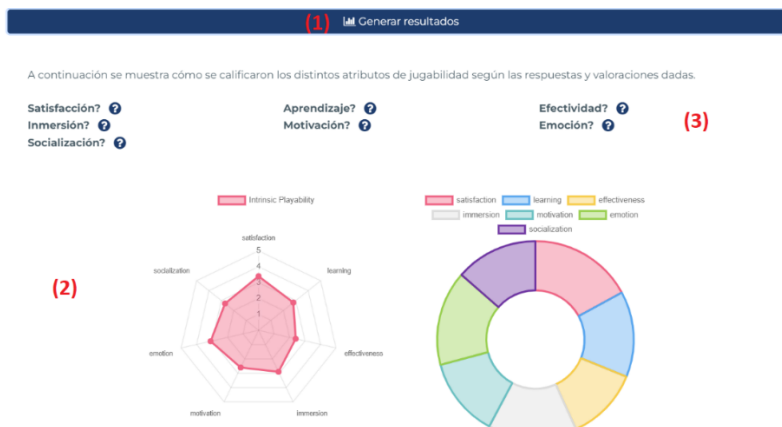 (1) Generar resultados
A continuación se muestra cómo se calificaron los distintos atributos de jugabilidad según las respuestas y valoraciones dadas.
Satisfacción? Aprendizaje? Efectividad?
Inmersión? Motivación? Emoción? (3)
Socialización?
Intrinsic Playability
satisfaction learning effectiveness
immersion motivation emotion
socialization
satisfaction
5
4
3
2
1
socialization learning
(2)
emotion effectiveness
motivation immersion